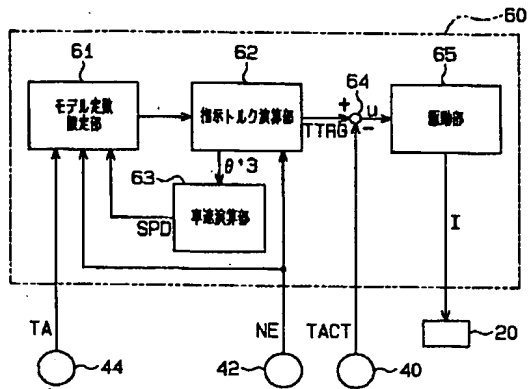 60
61
62
65
モデル定数
設定部
指示トルク演算部
64
+
TTRG
u
-
駆動部
θ'3
63
車速演算部
SPD
I
TA
NE
TACT
44
42
40
20